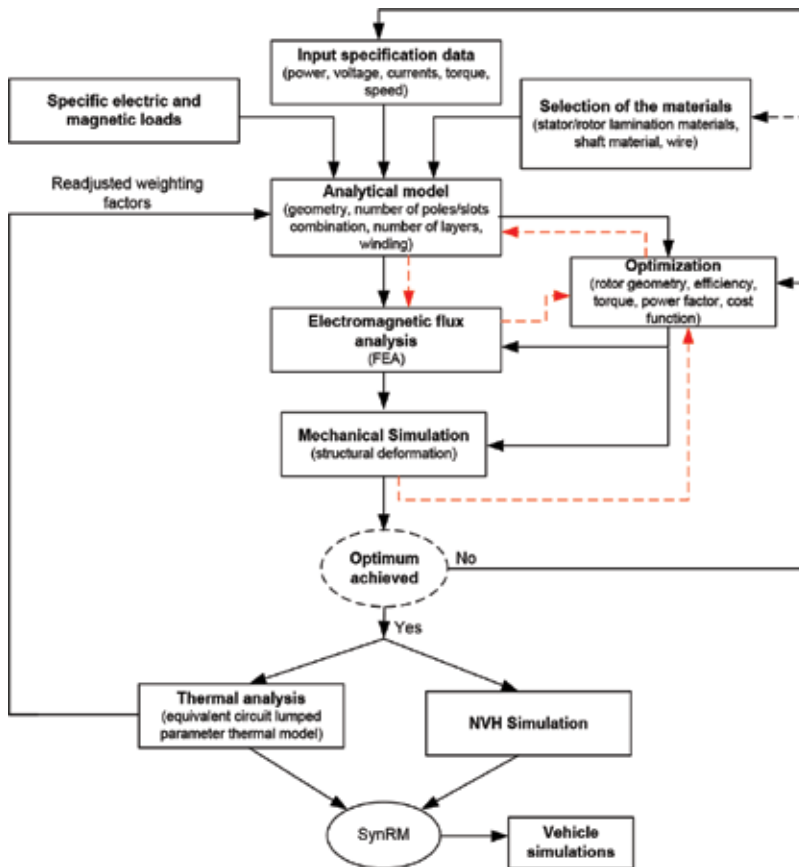 Input specification data
(power, voltage, currents, torque,
speed)
Specific electric and
magnetic loads
Selection of the materials
(stator/rotor lamination materials,
shaft material, wire)
Readjusted weighting
factors
Analytical model
(geometry, number of poles/slots
combination, number of layers,
winding)
Optimization
(rotor geometry, efficiency,
torque, power factor, cost
function)
Electromagnetic flux
analysis
(FEA)
Mechanical Simulation
(structural deformation)
Optimum
achieved
No
Yes
Thermal analysis
(equivalent circuit lumped
parameter thermal model)
NVH Simulation
SynRM
Vehicle
simulations